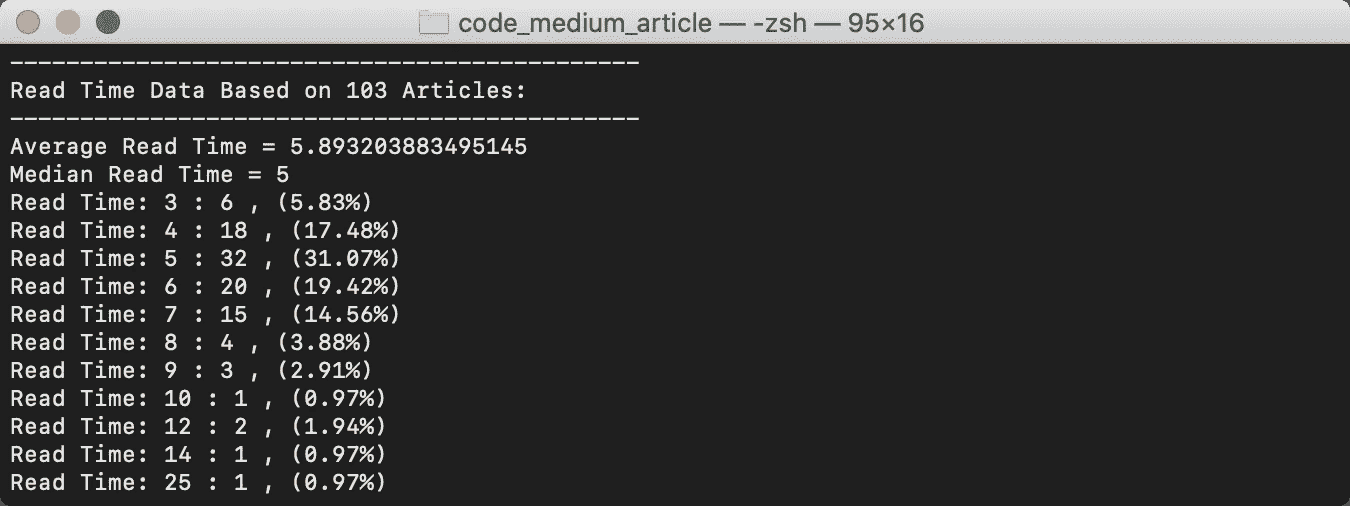 code_medium_article — -zsh — 95×16
---------------------------------------------
Read Time Data Based on 103 Articles:
---------------------------------------------
Average Read Time = 5.893203883495145
Median Read Time = 5
Read Time: 3 : 6 , (5.83%)
Read Time: 4 : 18 , (17.48%)
Read Time: 5 : 32 , (31.07%)
Read Time: 6 : 20 , (19.42%)
Read Time: 7 : 15 , (14.56%)
Read Time: 8 : 4 , (3.88%)
Read Time: 9 : 3 , (2.91%)
Read Time: 10 : 1 , (0.97%)
Read Time: 12 : 2 , (1.94%)
Read Time: 14 : 1 , (0.97%)
Read Time: 25 : 1 , (0.97%)